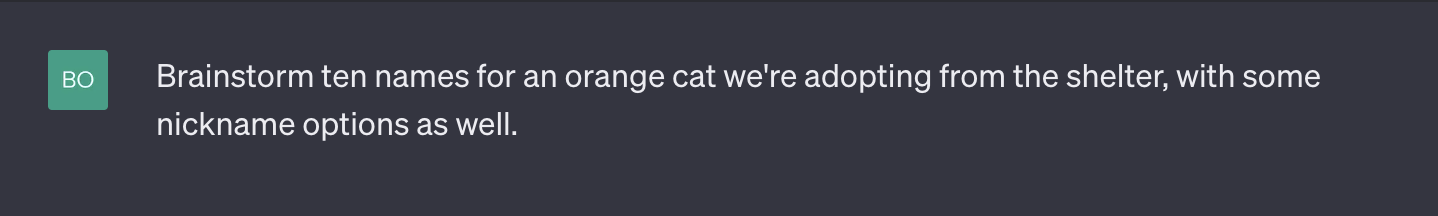 BO
Brainstorm ten names for an orange cat we're adopting from the shelter, with some
nickname options as well.